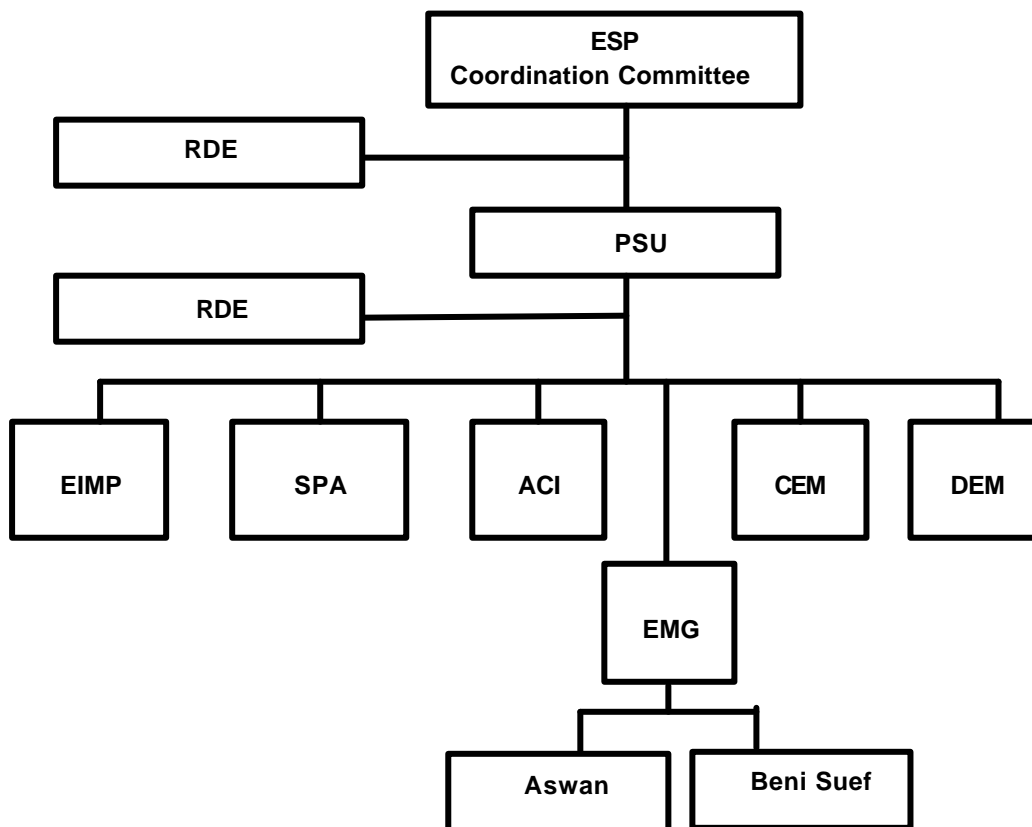 ESP
Coordination Committee
RDE
PSU
RDE
EIMP
SPA
ACI
CEM
DEM
EMG
Aswan
Beni Suef